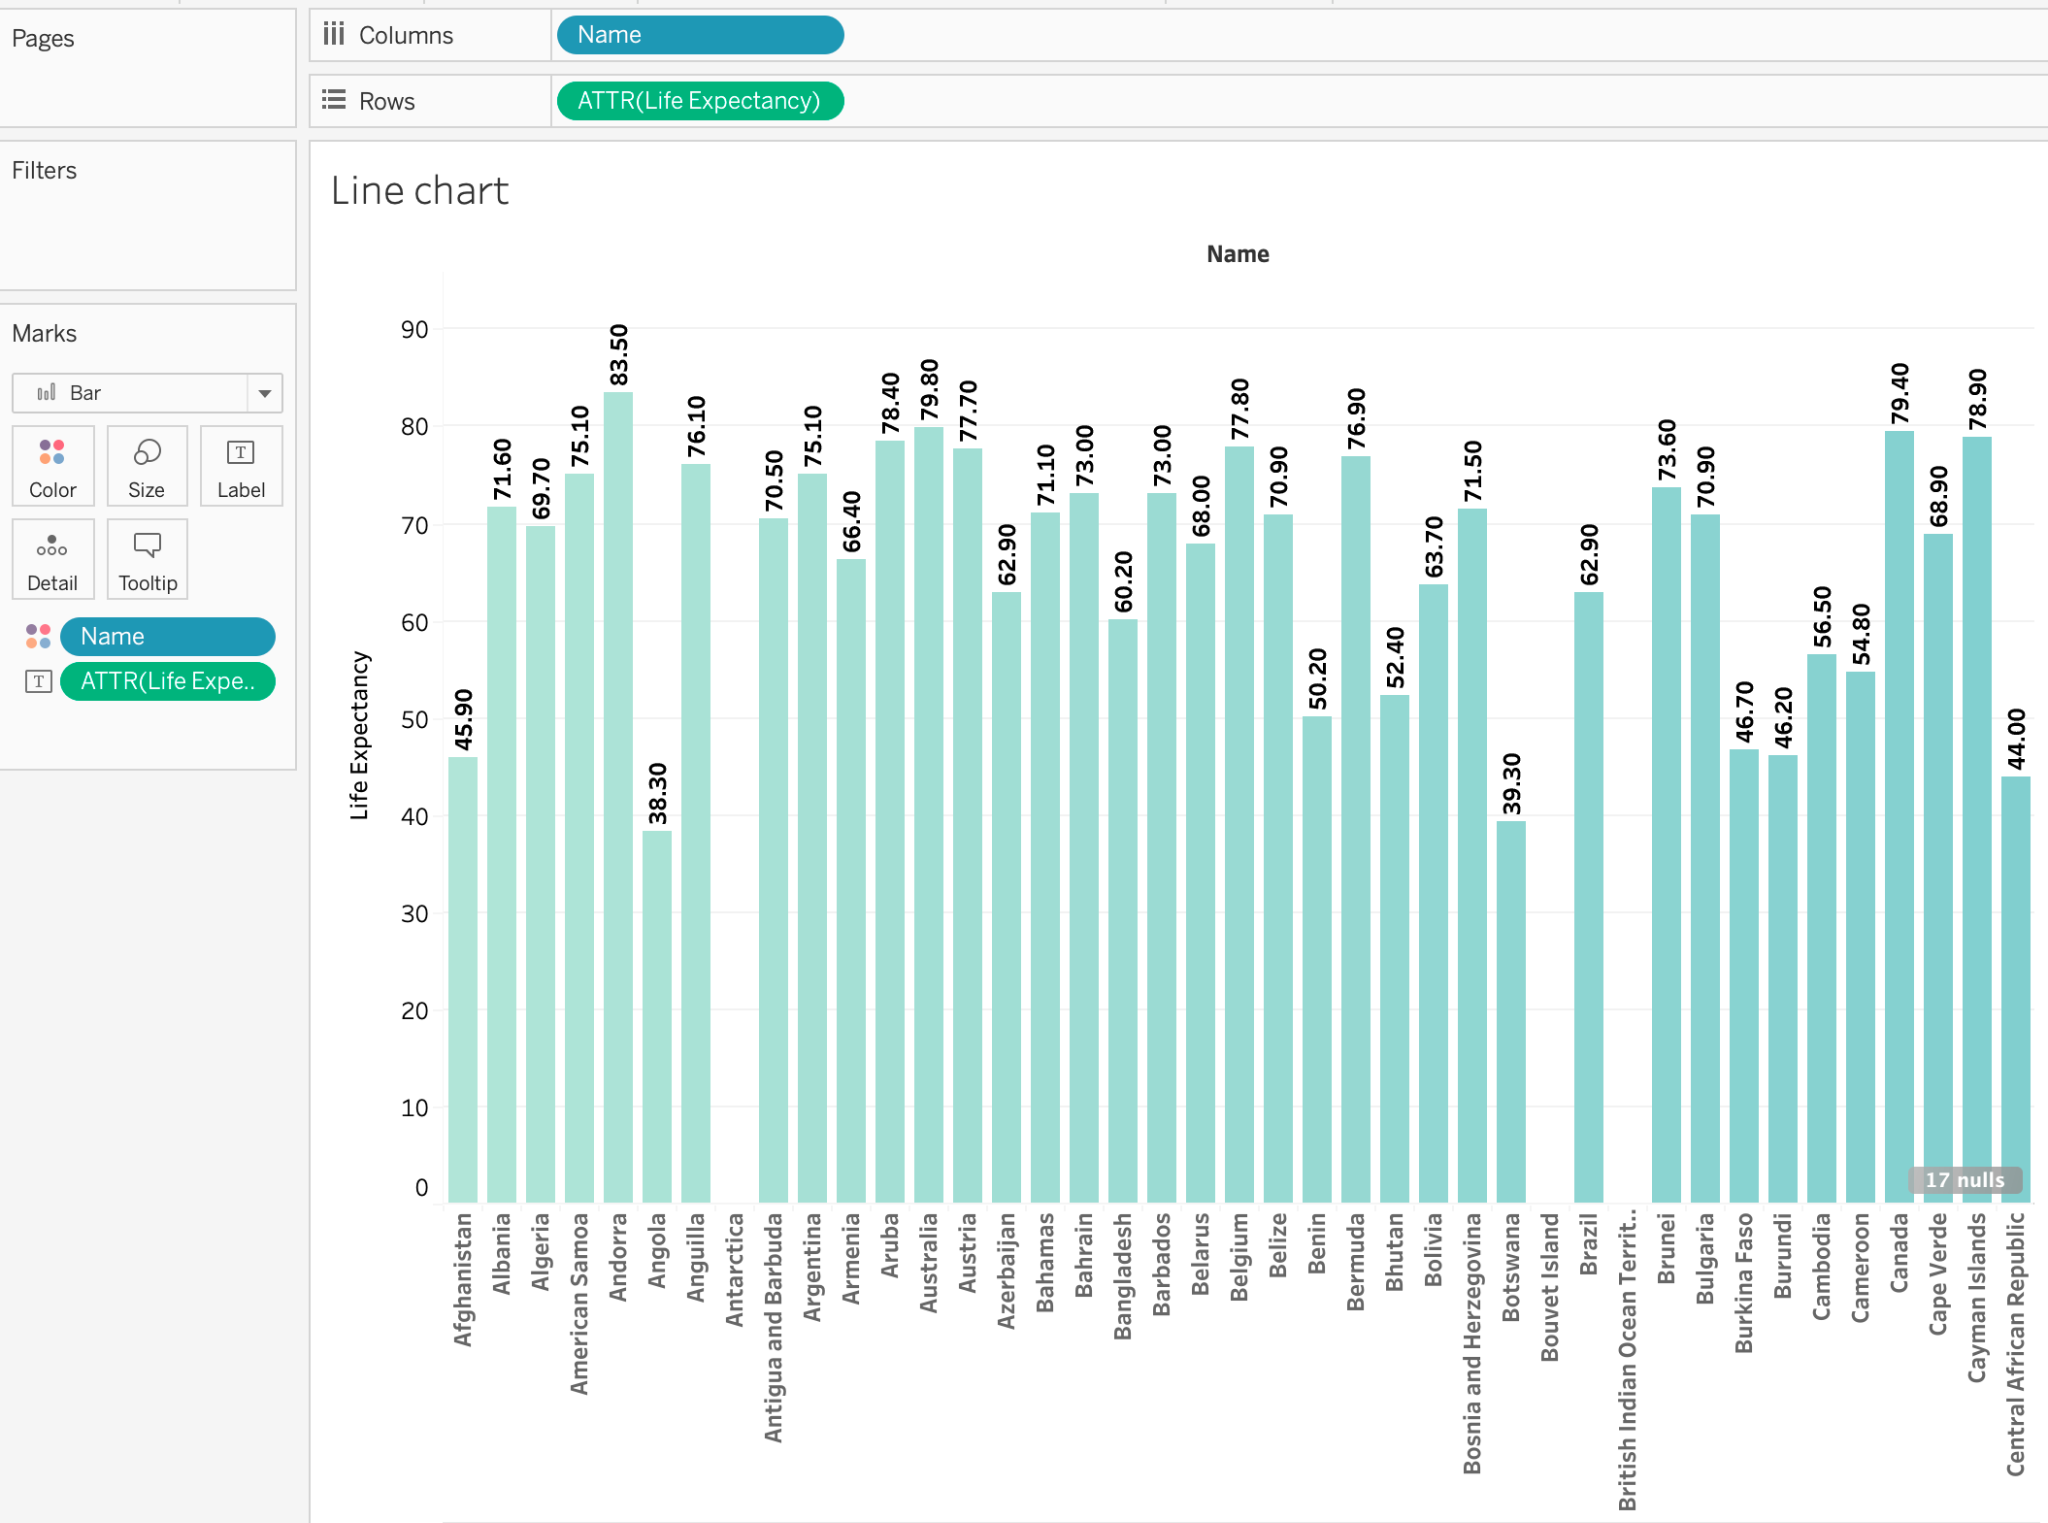 Pages
Columns
Name
Rows
ATTR(Life Expectancy)
Filters
Line chart
Name
Marks
Bar
Color
Size
Label
Detail
Tooltip
Name
ATTR(Life Expe..
Life Expectancy
90
80
70
60
50
40
30
20
10
0
45.90
71.60
69.70
75.10
83.50
38.30
76.10
70.50
75.10
66.40
78.40
79.80
77.70
62.90
71.10
73.00
60.20
73.00
68.00
77.80
70.90
50.20
76.90
52.40
63.70
71.50
39.30
62.90
73.60
70.90
46.70
46.20
56.50
54.80
79.40
68.90
78.90
44.00
17 nulls
Afghanistan
Albania
Algeria
American Samoa
Andorra
Angola
Anguilla
Antarctica
Antigua and Barbuda
Argentina
Armenia
Aruba
Australia
Austria
Azerbaijan
Bahamas
Bahrain
Bangladesh
Barbados
Belarus
Belgium
Belize
Benin
Bermuda
Bhutan
Bolivia
Bosnia and Herzegovina
Botswana
Bouvet Island
Brazil
British Indian Ocean Territ..
Brunei
Bulgaria
Burkina Faso
Burundi
Cambodia
Cameroon
Canada
Cape Verde
Cayman Islands
Central African Republic